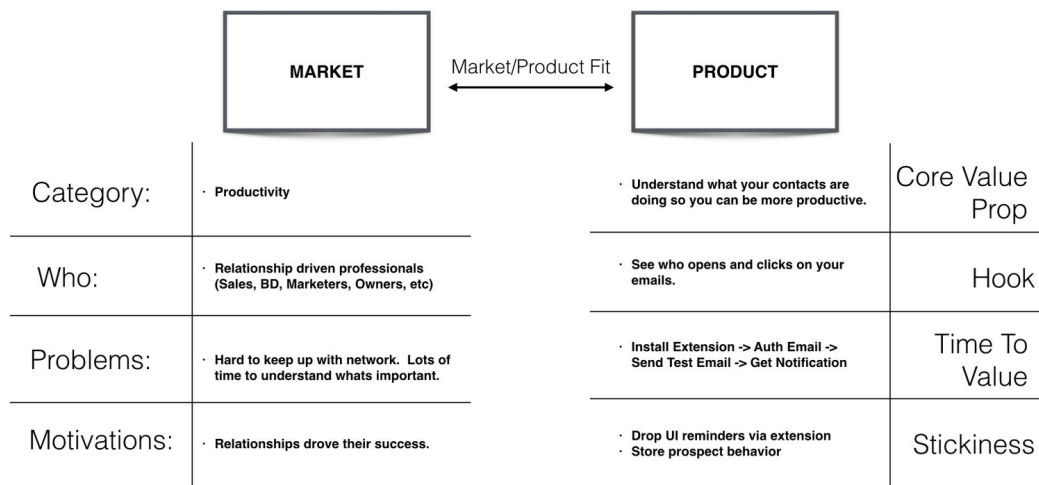 MARKET
Market/Product Fit
PRODUCT
Category:
· Productivity
Who:
· Relationship driven professionals
(Sales, BD, Marketers, Owners, etc)
Problems:
· Hard to keep up with network. Lots of
time to understand whats important.
Motivations:
· Relationships drove their success.
· Understand what your contacts are
doing so you can be more productive.
Core Value
Prop
· See who opens and clicks on your
emails.
Hook
· Install Extension -> Auth Email ->
Send Test Email -> Get Notification
Time To
Value
· Drop UI reminders via extension
· Store prospect behavior
Stickiness